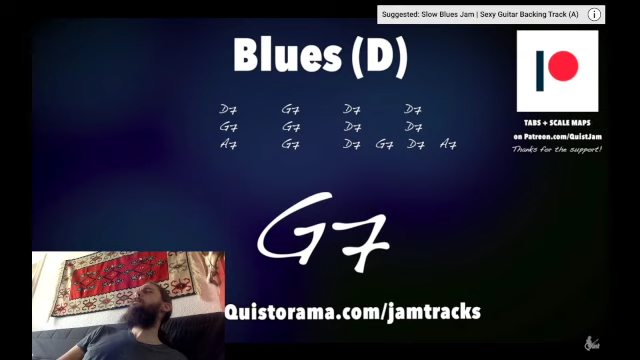 Suggested: Slow Blues Jam | Sexy Guitar Backing Track (A)
Blues (D)
D7 G7 D7 D7
G7 G7 D7 D7
A7 G7 D7 G7 D7 A7
TABS + SCALE MAPS
on Patreon.com/QuistJam
Thanks for the support!
G7
Quistorama.com/jamtracks